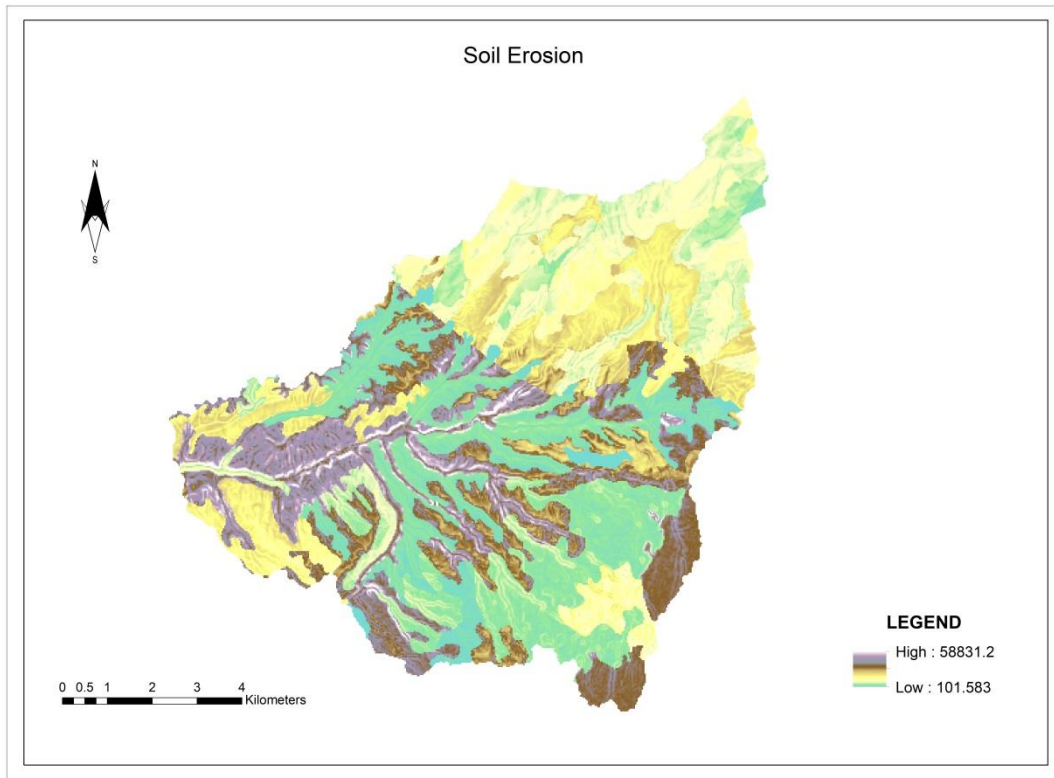 Soil Erosion
N
S
LEGEND
High : 58831.2
Low : 101.583
0 0.5 1 2 3 4
Kilometers